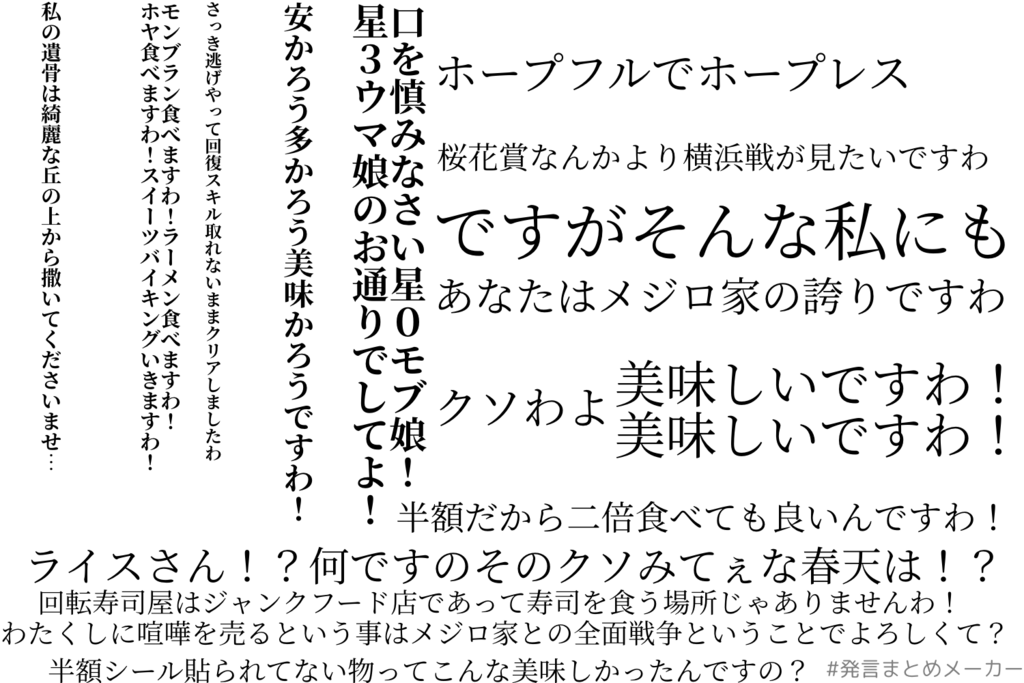 口を慎みなさい星０モブ娘！
星３ウマ娘のお通りでしてよ！
安かろう多かろう美味かろうですわ！
さっき逃げやって回復スキル取れないままクリアしましたわ
モンブラン食べますわ！ラーメン食べますわ！
ホヤ食べますわ！スイーツバイキングいきますわ！
私の遺骨は綺麗な丘の上から撒いてくださいませ…
ホープフルでホープレス
桜花賞なんかより横浜戦が見たいですわ
ですがそんな私にも
あなたはメジロ家の誇りですわ
クソわよ
美味しいですわ！
美味しいですわ！
半額だから二倍食べても良いんですわ！
ライスさん！？何ですのそのクソみてぇな春天は！？
回転寿司屋はジャンクフード店であって寿司を食う場所じゃありませんわ！
わたくしに喧嘩を売るという事はメジロ家との全面戦争ということでよろしくて？
半額シール貼られてない物ってこんな美味しかったんですの？
#発言まとめメーカー